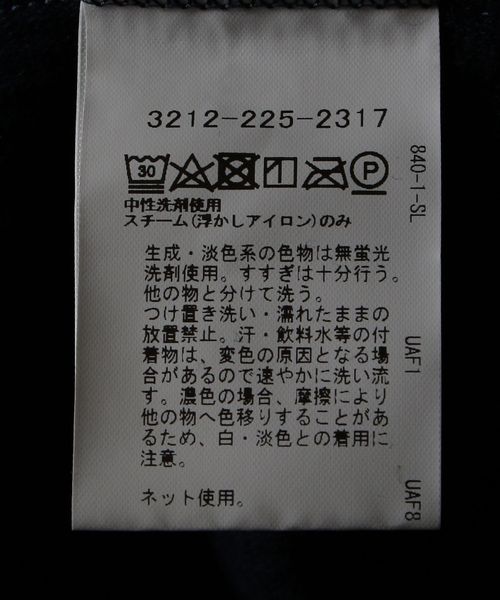 3212-225-2317
30
P
中性洗剤使用
スチーム(浮かしアイロン)のみ
生成・淡色系の色物は無蛍光
洗剤使用。すすぎは十分行う。
他の物と分けて洗う。
つけ置き洗い・濡れたままの
放置禁止。汗・飲料水等の付
着物は、変色の原因となる場
合があるので速やかに洗い流
す。濃色の場合、摩擦により
他の物へ色移りすることがあ
るため、白・淡色との着用に
注意。
ネット使用。
840-1-SL
UAF1
UAF8